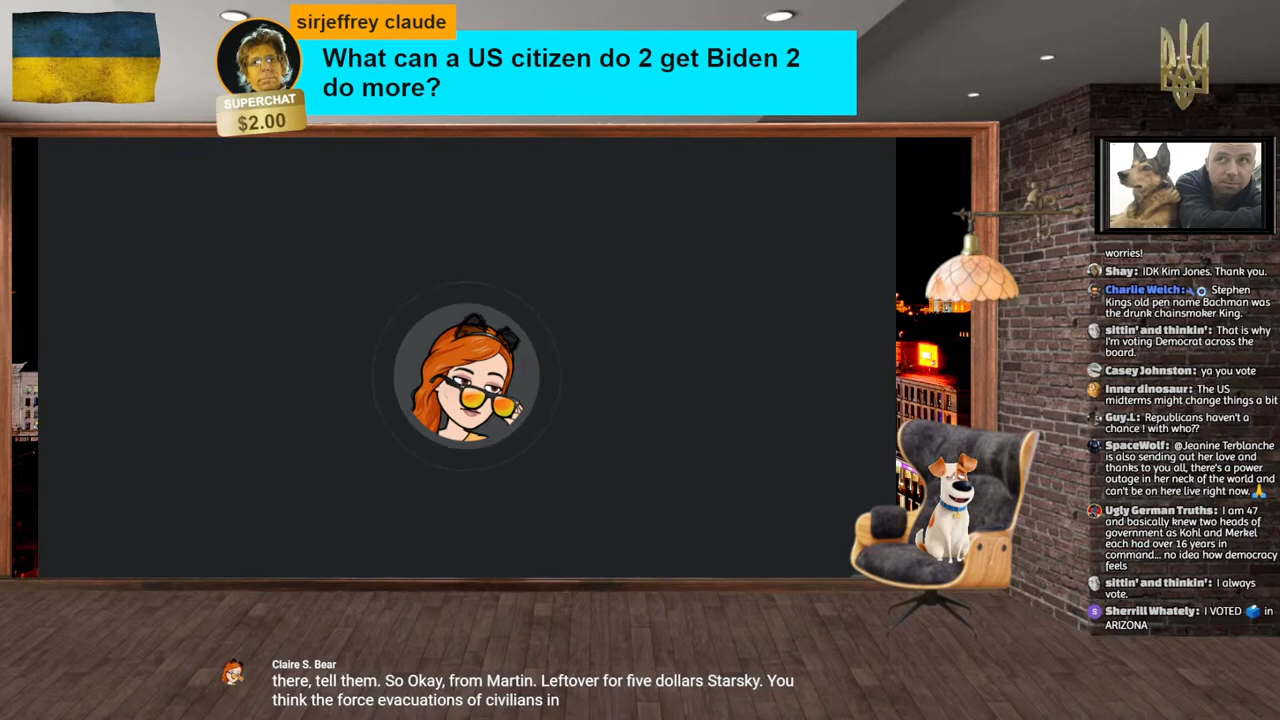 sirjeffrey claude
What can a US citizen do 2 get Biden 2
do more?
SUPERCHAT
$2.00
worries!
Shay: IDK Kim Jones. Thank you.
Charlie Welch: Stephen
Kings old pen name Bachman was
the drunk chainsmoker King.
sittin' and thinkin': That is why
I'm voting Democrat across the
board.
Casey Johnston: ya you vote
Inner dinosaur: The US
midterms might change things a bit
Guy.L: Republicans haven't a
chance ! with who??
SpaceWolf: @Jeanine Terblanche
is also sending out her love and
thanks to you all, there's a power
outage in her neck of the world and
can't be on here live right now. 🙏
Ugly German Truths: I am 47
and basically knew two heads of
government as Kohl and Merkel
each had over 16 years in
command... no idea how democracy
feels
sittin' and thinkin': I always
vote.
S
Sherrill Whately: I VOTED 🗳 in
ARIZONA
Claire S. Bear
there, tell them. So Okay, from Martin. Leftover for five dollars Starsky. You
think the force evacuations of civilians in